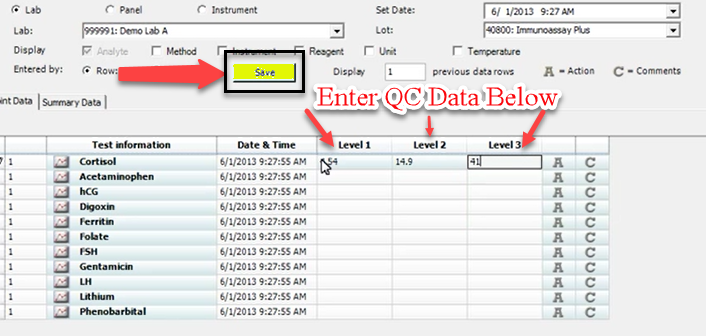 Lab Panel Instrument Set Date: 6/ 1/2013 9:27 AM
Lab: 999991: Demo Lab A Lot: 40800: Immunoassay Plus
Display Analyte Method Instrument Reagent Unit Temperature
Entered by: Row Save Display 1 previous data rows A = Action C = Comments
Enter QC Data Below
int Data Summary Data
Test information Date & Time Level 1 Level 2 Level 3
1 Cortisol 6/1/2013 9:27:55 AM .54 14.9 41 A C
1 Acetaminophen 6/1/2013 9:27:55 AM A C
1 hCG 6/1/2013 9:27:55 AM A C
1 Digoxin 6/1/2013 9:27:55 AM A C
1 Ferritin 6/1/2013 9:27:55 AM A C
1 Folate 6/1/2013 9:27:55 AM A C
1 FSH 6/1/2013 9:27:55 AM A C
1 Gentamicin 6/1/2013 9:27:55 AM A C
1 LH 6/1/2013 9:27:55 AM A C
1 Lithium 6/1/2013 9:27:55 AM A C
1 Phenobarbital 6/1/2013 9:27:55 AM A C